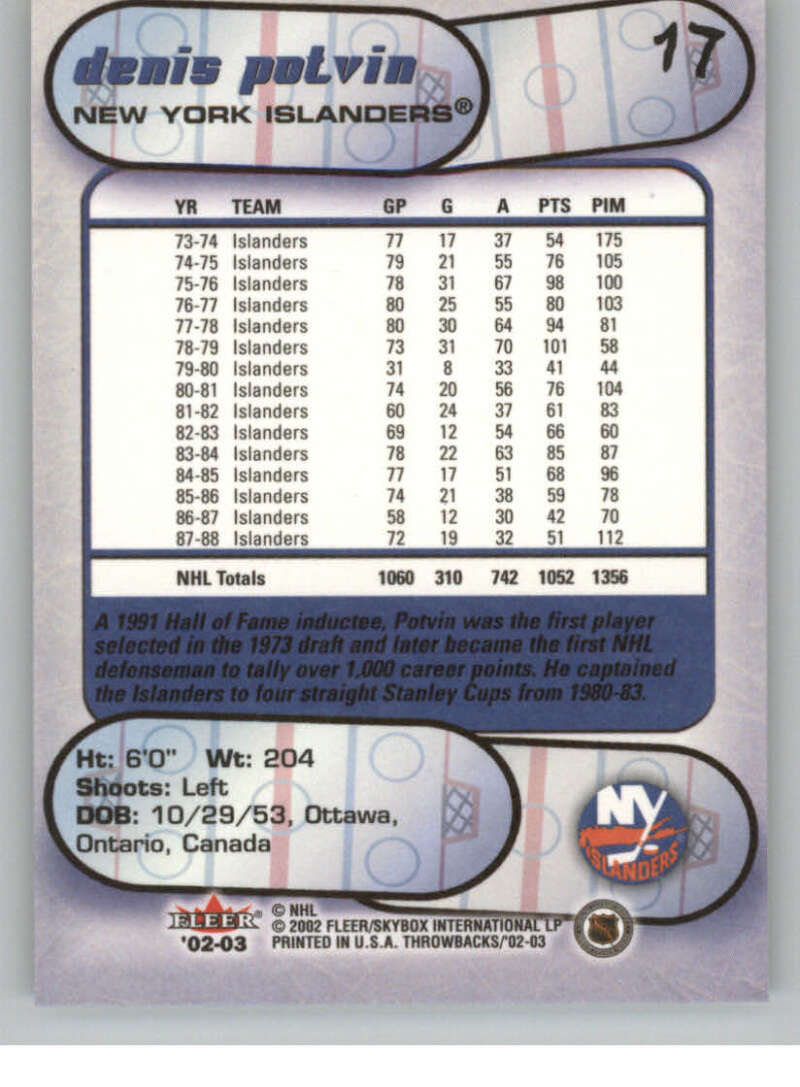 denis potvin
NEW YORK ISLANDERS®
17
YR TEAM GP G A PTS PIM
73-74 Islanders 77 17 37 54 175
74-75 Islanders 79 21 55 76 105
75-76 Islanders 78 31 67 98 100
76-77 Islanders 80 25 55 80 103
77-78 Islanders 80 30 64 94 81
78-79 Islanders 73 31 70 101 58
79-80 Islanders 31 8 33 41 44
80-81 Islanders 74 20 56 76 104
81-82 Islanders 60 24 37 61 83
82-83 Islanders 69 12 54 66 60
83-84 Islanders 78 22 63 85 87
84-85 Islanders 77 17 51 68 96
85-86 Islanders 74 21 38 59 78
86-87 Islanders 58 12 30 42 70
87-88 Islanders 72 19 32 51 112
NHL Totals 1060 310 742 1052 1356
A 1991 Hall of Fame inductee, Potvin was the first player
selected in the 1973 draft and later became the first NHL
defenseman to tally over 1,000 career points. He captained
the Islanders to four straight Stanley Cups from 1980-83.
Ht: 6'0" Wt: 204
Shoots: Left
DOB: 10/29/53, Ottawa,
Ontario, Canada
NY
ISLANDERS
FLEER®
'02-03
© NHL
© 2002 FLEER/SKYBOX INTERNATIONAL LP
PRINTED IN U.S.A. THROWBACKS/'02-03